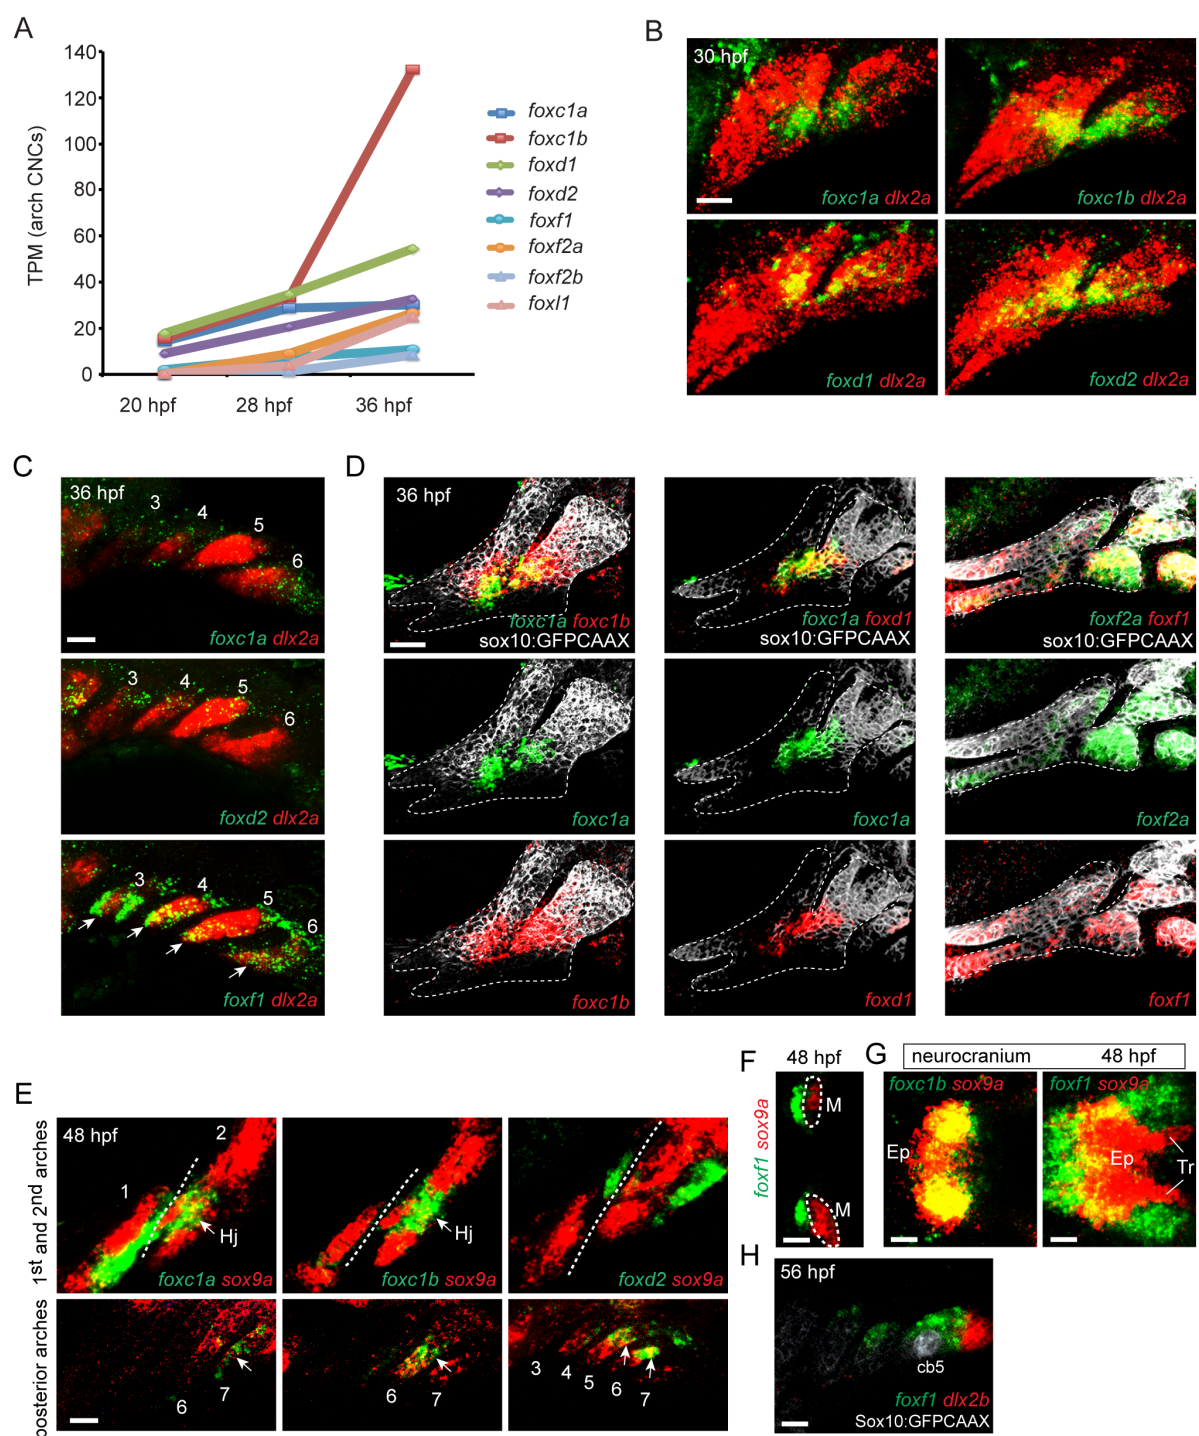 A
140
120
100
80
60
40
20
0
TPM (arch CNCs)
20 hpf
28 hpf
36 hpf
foxc1a
foxc1b
foxd1
foxd2
foxf1
foxf2a
foxf2b
foxl1
B
30 hpf
foxc1a dlx2a
foxc1b dlx2a
foxd1 dlx2a
foxd2 dlx2a
C
36 hpf
3
4
5
6
foxc1a dlx2a
3
4
5
6
foxd2 dlx2a
3
4
5
6
foxf1 dlx2a
D
36 hpf
foxc1a foxc1b
sox10:GFPCAAX
foxc1a foxd1
sox10:GFPCAAX
foxf2a foxf1
sox10:GFPCAAX
foxc1a
foxc1a
foxf2a
foxc1b
foxd1
foxf1
E
1st and 2nd arches
48 hpf
1
2
Hj
foxc1a sox9a
Hj
foxc1b sox9a
foxd2 sox9a
posterior arches
6
7
6
7
3
4
5
6
7
F
48 hpf
foxf1 sox9a
M
M
G
neurocranium 48 hpf
foxc1b sox9a
Ep
foxf1 sox9a
Ep
Tr
H
56 hpf
cb5
foxf1 dlx2b
Sox10:GFPCAAX